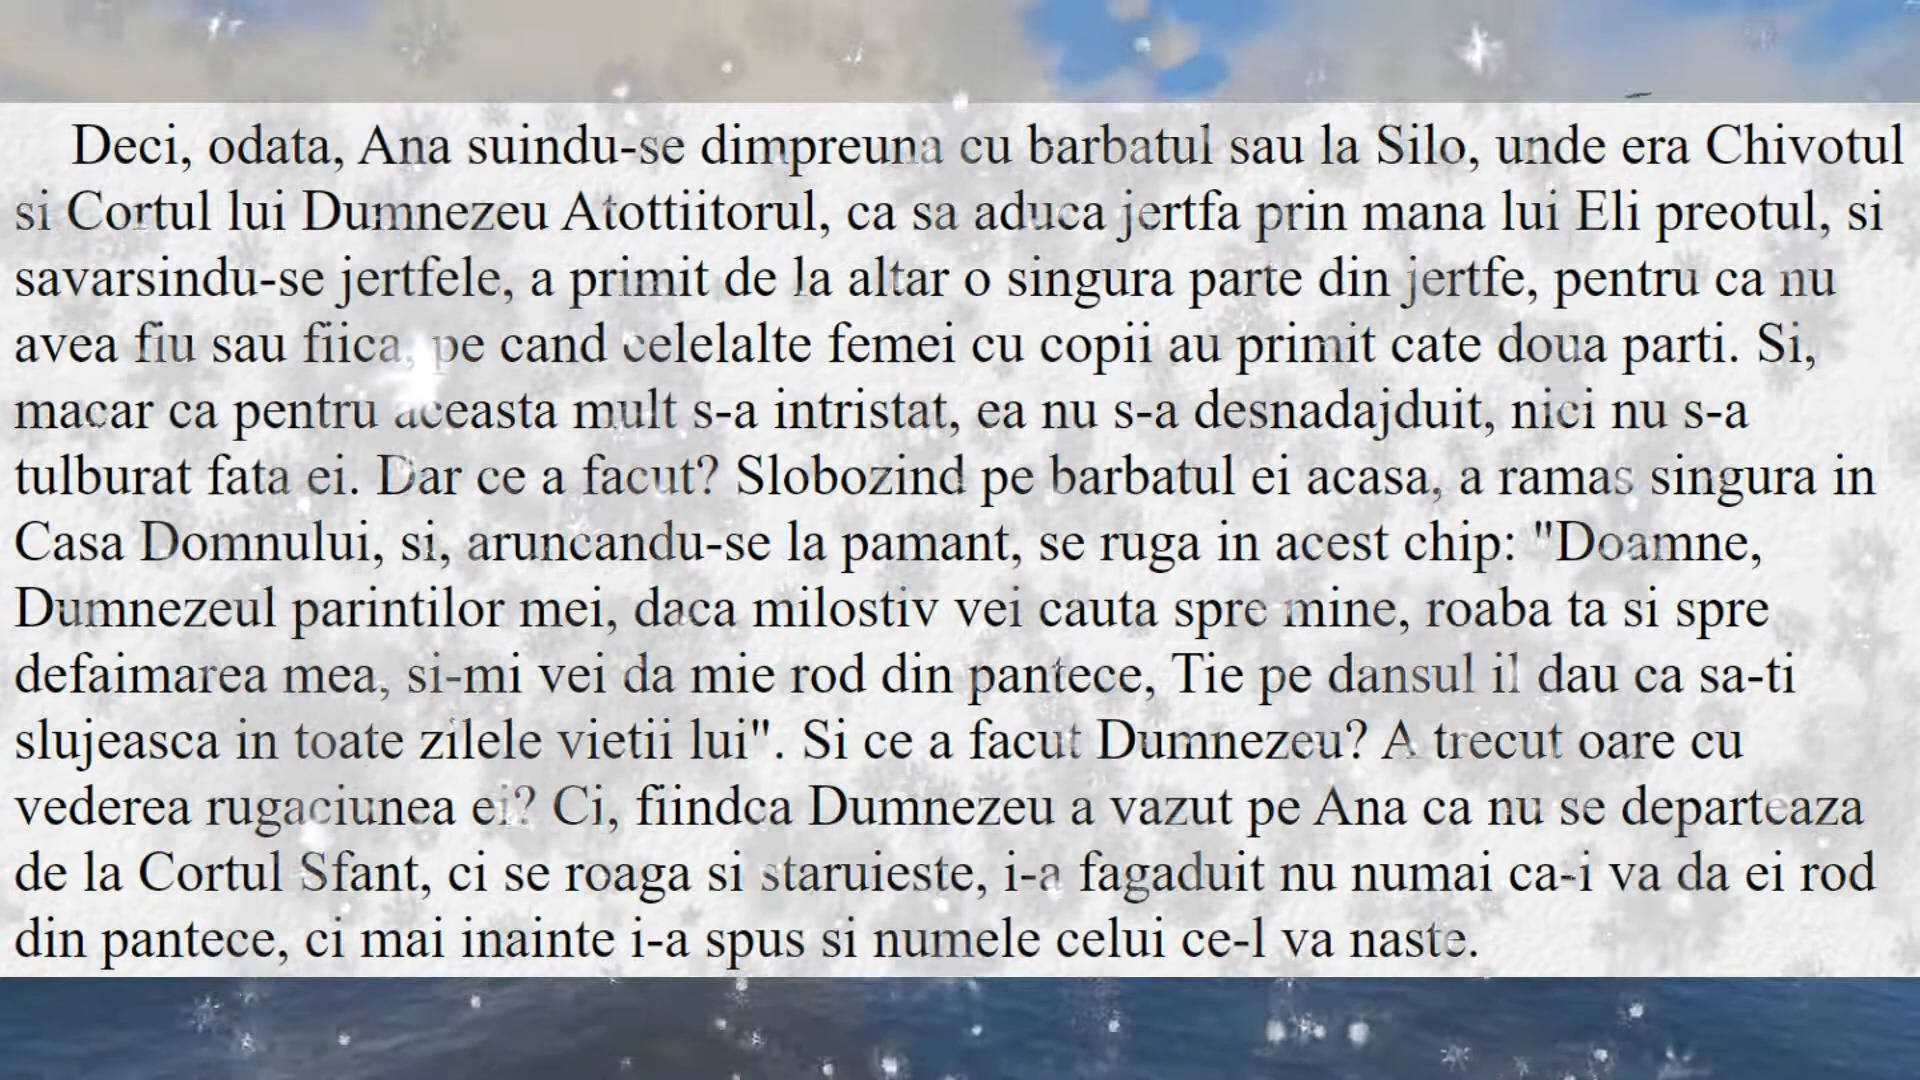 Deci, odata, Ana suindu-se dimpreuna cu barbatul sau la Silo, unde era Chivotul
si Cortul lui Dumnezeu Atottiitorul, ca sa aduca jertfa prin mana lui Eli preotul, si
savarsindu-se jertfele, a primit de la altar o singura parte din jertfe, pentru ca nu
avea fiu sau fiica, pe cand celelalte femei cu copii au primit cate doua parti. Si,
macar ca pentru aceasta mult s-a intristat, ea nu s-a desnadajduit, nici nu s-a
tulburat fata ei. Dar ce a facut? Slobozind pe barbatul ei acasa, a ramas singura in
Casa Domnului, si, aruncandu-se la pamant, se ruga in acest chip: "Doamne,
Dumnezeul parintilor mei, daca milostiv vei cauta spre mine, roaba ta si spre
defaimarea mea, si-mi vei da mie rod din pantece, Tie pe dansul il dau ca sa-ti
slujeasca in toate zilele vietii lui". Si ce a facut Dumnezeu? A trecut oare cu
vederea rugaciunea ei? Ci, fiindca Dumnezeu a vazut pe Ana ca nu se departeaza
de la Cortul Sfant, ci se roaga si staruieste, i-a fagaduit nu numai ca-i va da ei rod
din pantece, ci mai inainte i-a spus si numele celui ce-l va naste.